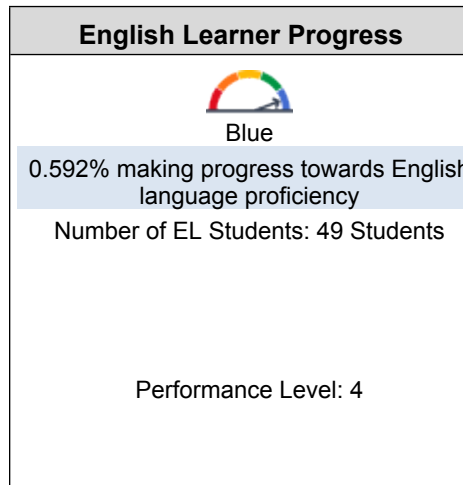 English Learner Progress
Blue
0.592% making progress towards English
language proficiency
Number of EL Students: 49 Students
Performance Level: 4